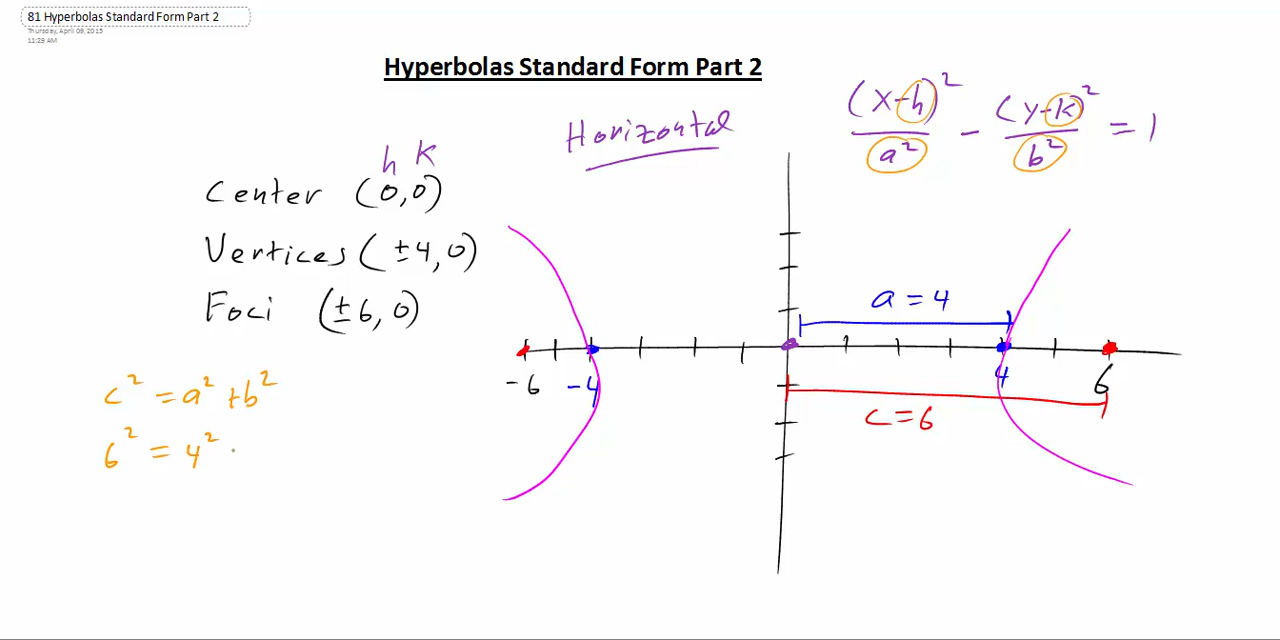 81 Hyperbolas Standard Form Part 2
Thursday, April 09, 2015
11:29 AM
Hyperbolas Standard Form Part 2
Horizontal
(x-h)²/a² - (y-k)²/b² = 1
h k
Center (0,0)
Vertices (±4, 0)
Foci (±6, 0)
a = 4
-6 -4 4 6
c = 6
c² = a² + b²
6² = 4²